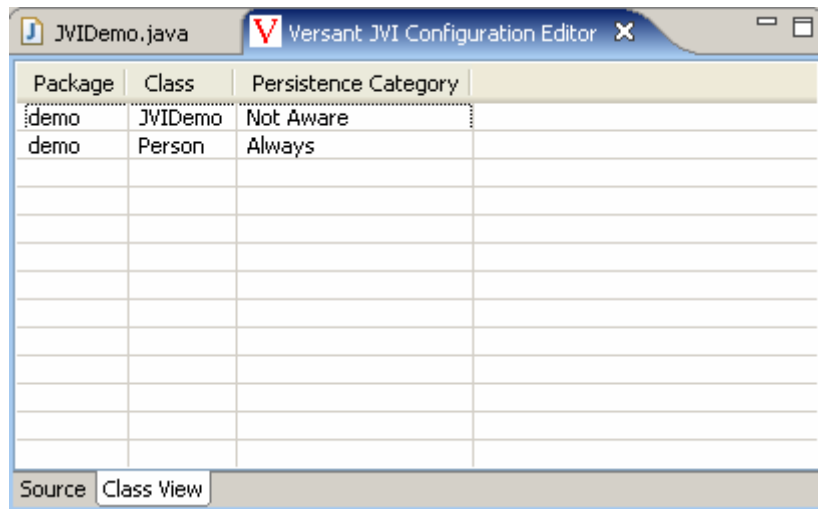 JVIDemo.java V Versant JVI Configuration Editor
Package Class Persistence Category
demo JVIDemo Not Aware
demo Person Always
Source Class View